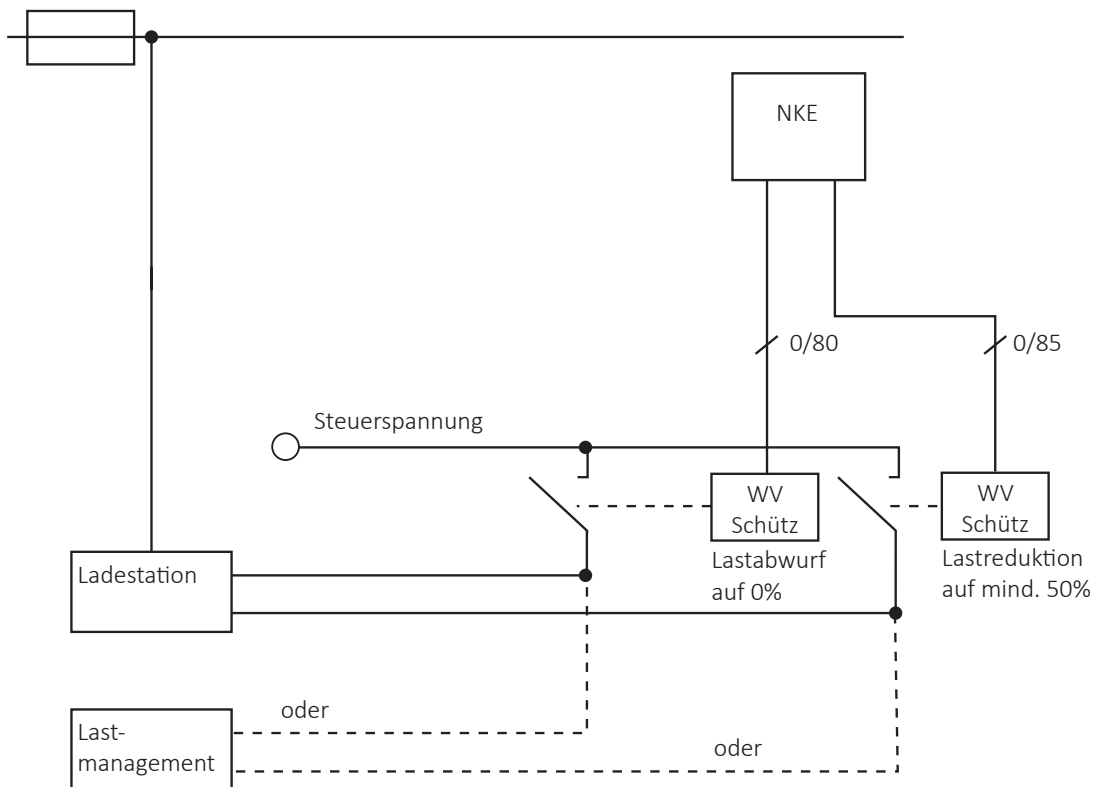 NKE
0/80
0/85
Steuerspannung
WV
Schütz
Lastabwurf
auf 0%
WV
Schütz
Lastreduktion
auf mind. 50%
Ladestation
oder
Last-
management
oder